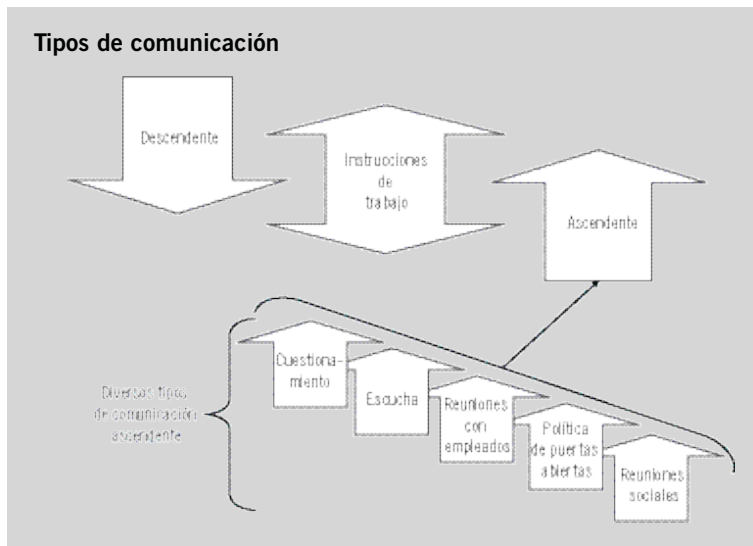 Tipos de comunicación
Descendente
Instrucciones
de
trabajo
Ascendente
Cuestiona-
miento
Escucha
Reuniones
con
empleados
Política
de puertas
abiertas
Reuniones
sociales
Diversos tipos
de comunicación
ascendente